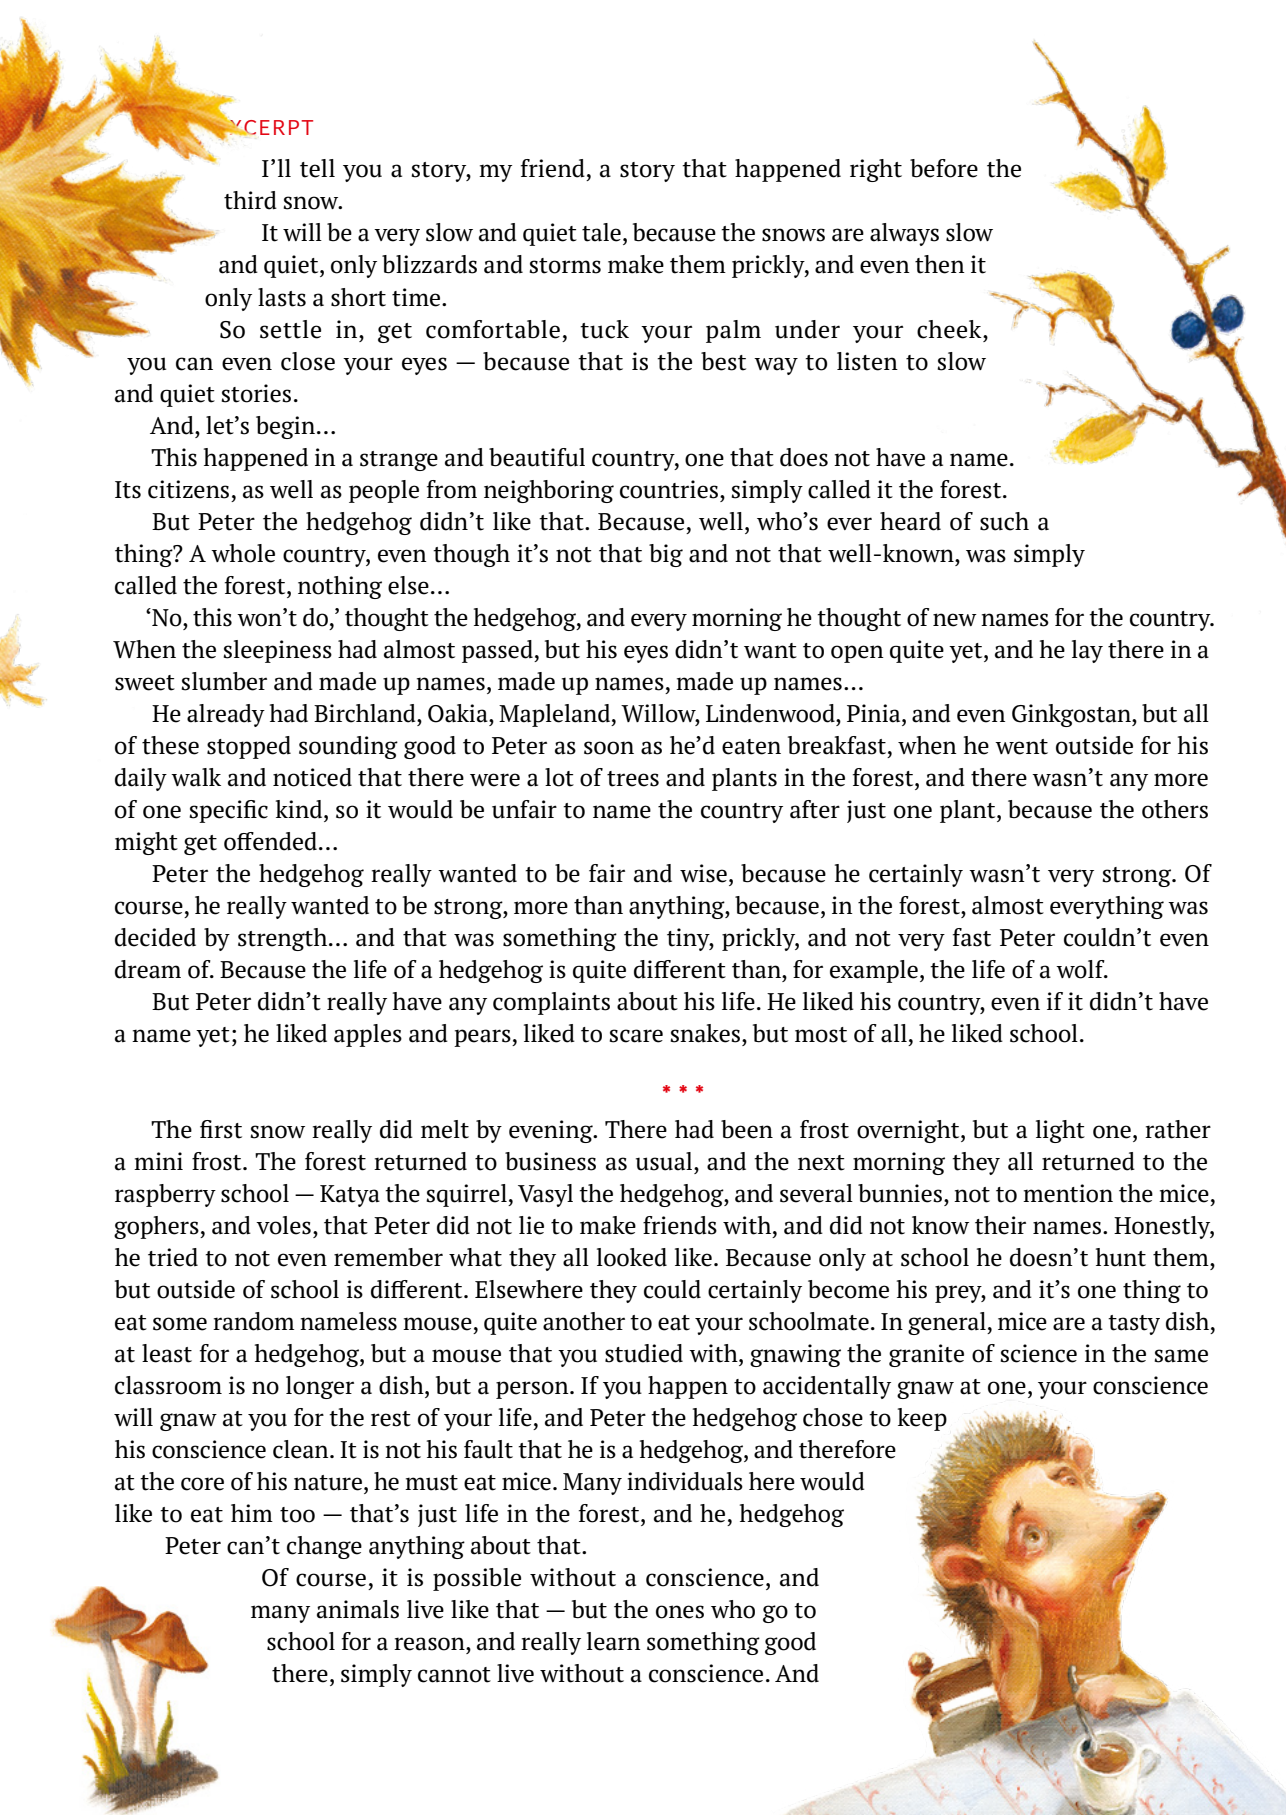 XCERPT
I’ll tell you a story, my friend, a story that happened right before the
third snow.
It will be a very slow and quiet tale, because the snows are always slow
and quiet, only blizzards and storms make them prickly, and even then it
only lasts a short time.
So settle in, get comfortable, tuck your palm under your cheek,
you can even close your eyes — because that is the best way to listen to slow
and quiet stories.
And, let’s begin…
This happened in a strange and beautiful country, one that does not have a name.
Its citizens, as well as people from neighboring countries, simply called it the forest.
But Peter the hedgehog didn’t like that. Because, well, who’s ever heard of such a
thing? A whole country, even though it’s not that big and not that well-known, was simply
called the forest, nothing else…
‘No, this won’t do,’ thought the hedgehog, and every morning he thought of new names for the country.
When the sleepiness had almost passed, but his eyes didn’t want to open quite yet, and he lay there in a
sweet slumber and made up names, made up names, made up names…
He already had Birchland, Oakia, Mapleland, Willow, Lindenwood, Pinia, and even Ginkgostan, but all
of these stopped sounding good to Peter as soon as he’d eaten breakfast, when he went outside for his
daily walk and noticed that there were a lot of trees and plants in the forest, and there wasn’t any more
of one specific kind, so it would be unfair to name the country after just one plant, because the others
might get offended…
Peter the hedgehog really wanted to be fair and wise, because he certainly wasn’t very strong. Of
course, he really wanted to be strong, more than anything, because, in the forest, almost everything was
decided by strength… and that was something the tiny, prickly, and not very fast Peter couldn’t even
dream of. Because the life of a hedgehog is quite different than, for example, the life of a wolf.
But Peter didn’t really have any complaints about his life. He liked his country, even if it didn’t have
a name yet; he liked apples and pears, liked to scare snakes, but most of all, he liked school.
* * *
The first snow really did melt by evening. There had been a frost overnight, but a light one, rather
a mini frost. The forest returned to business as usual, and the next morning they all returned to the
raspberry school — Katya the squirrel, Vasyl the hedgehog, and several bunnies, not to mention the mice,
gophers, and voles, that Peter did not lie to make friends with, and did not know their names. Honestly,
he tried to not even remember what they all looked like. Because only at school he doesn’t hunt them,
but outside of school is different. Elsewhere they could certainly become his prey, and it’s one thing to
eat some random nameless mouse, quite another to eat your schoolmate. In general, mice are a tasty dish,
at least for a hedgehog, but a mouse that you studied with, gnawing the granite of science in the same
classroom is no longer a dish, but a person. If you happen to accidentally gnaw at one, your conscience
will gnaw at you for the rest of your life, and Peter the hedgehog chose to keep
his conscience clean. It is not his fault that he is a hedgehog, and therefore
at the core of his nature, he must eat mice. Many individuals here would
like to eat him too — that’s just life in the forest, and he, hedgehog
Peter can’t change anything about that.
Of course, it is possible without a conscience, and
many animals live like that — but the ones who go to
school for a reason, and really learn something good
there, simply cannot live without a conscience. And